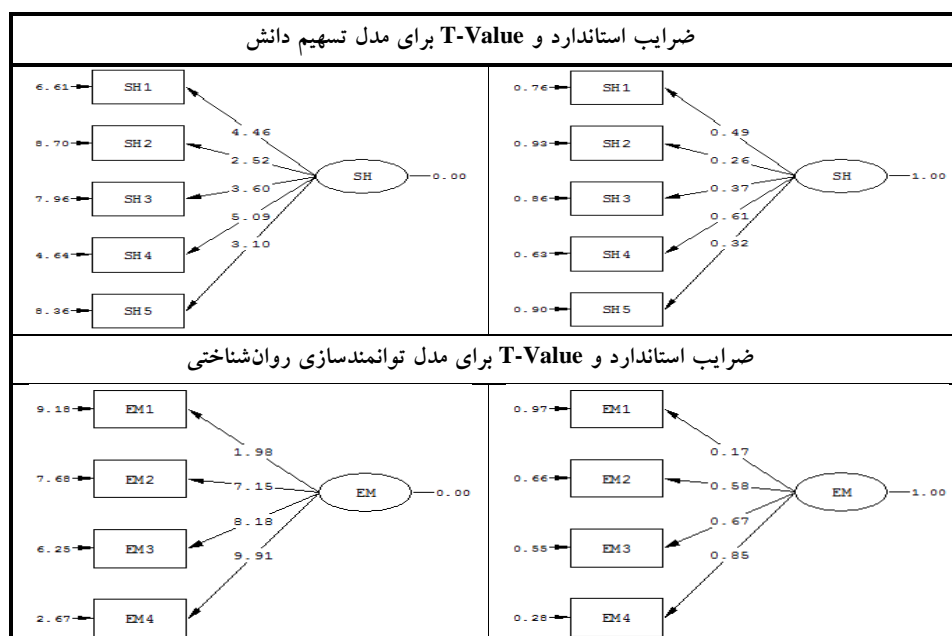 ضرایب استاندارد و T-Value برای مدل تسهیم دانش
6.61 SH1
4.46
8.70 SH2
2.52
SH 0.00
7.96 SH3
3.60
5.09
4.64 SH4
3.10
8.36 SH5
0.76 SH1
0.49
0.93 SH2
0.26
SH 1.00
0.86 SH3
0.37
0.61
0.63 SH4
0.32
0.90 SH5
ضرایب استاندارد و T-Value برای مدل توانمندسازی روان‌شناختی
9.18 EM1
1.98
7.68 EM2
7.15
EM 0.00
8.18
6.25 EM3
9.91
2.67 EM4
0.97 EM1
0.17
0.66 EM2
0.58
EM 1.00
0.67
0.55 EM3
0.85
0.28 EM4